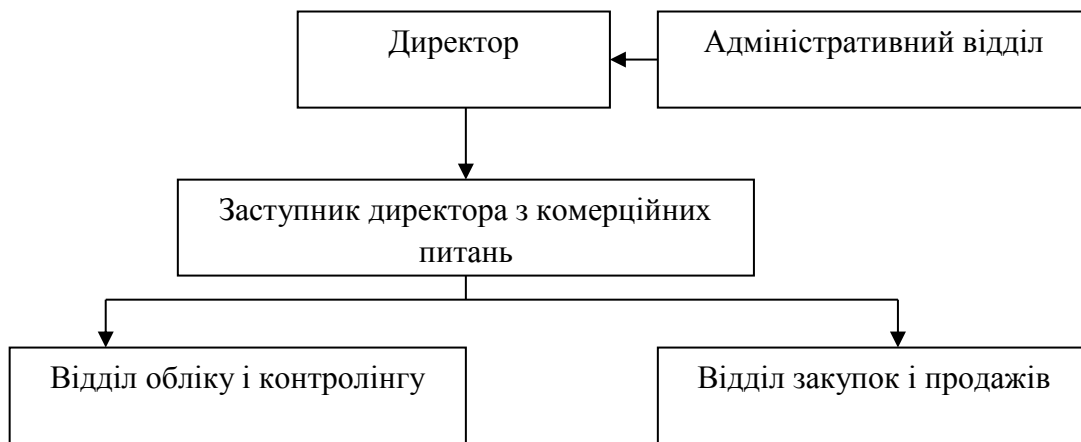 Директор
Адміністративний відділ
Заступник директора з комерційних
питань
Відділ обліку і контролінгу
Відділ закупок і продажів